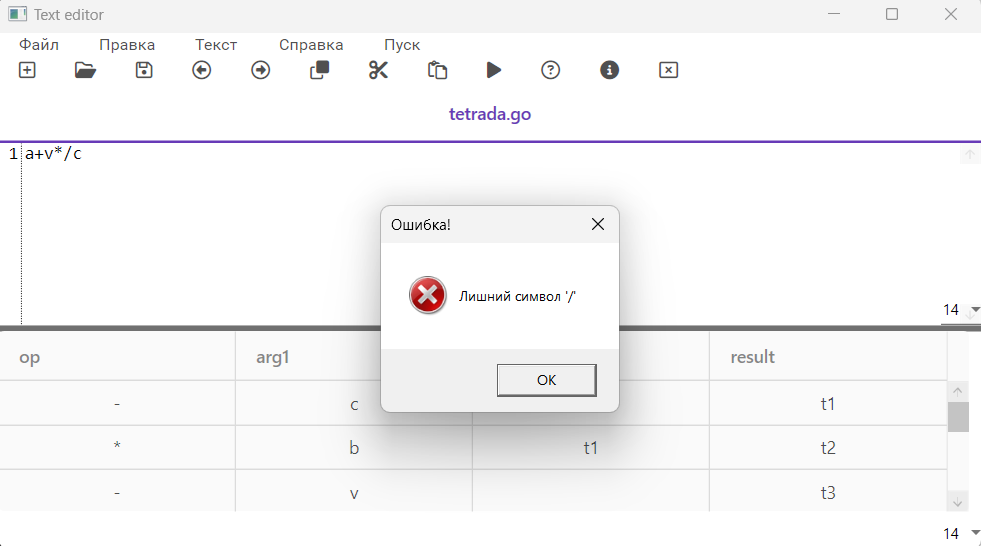 Text editor
Файл Правка Текст Справка Пуск
tetrada.go
1 a+v*/c
Ошибка!
Лишний символ '/'
OK
14
op arg1 result
- c t1
* b t1 t2
- v t3
14